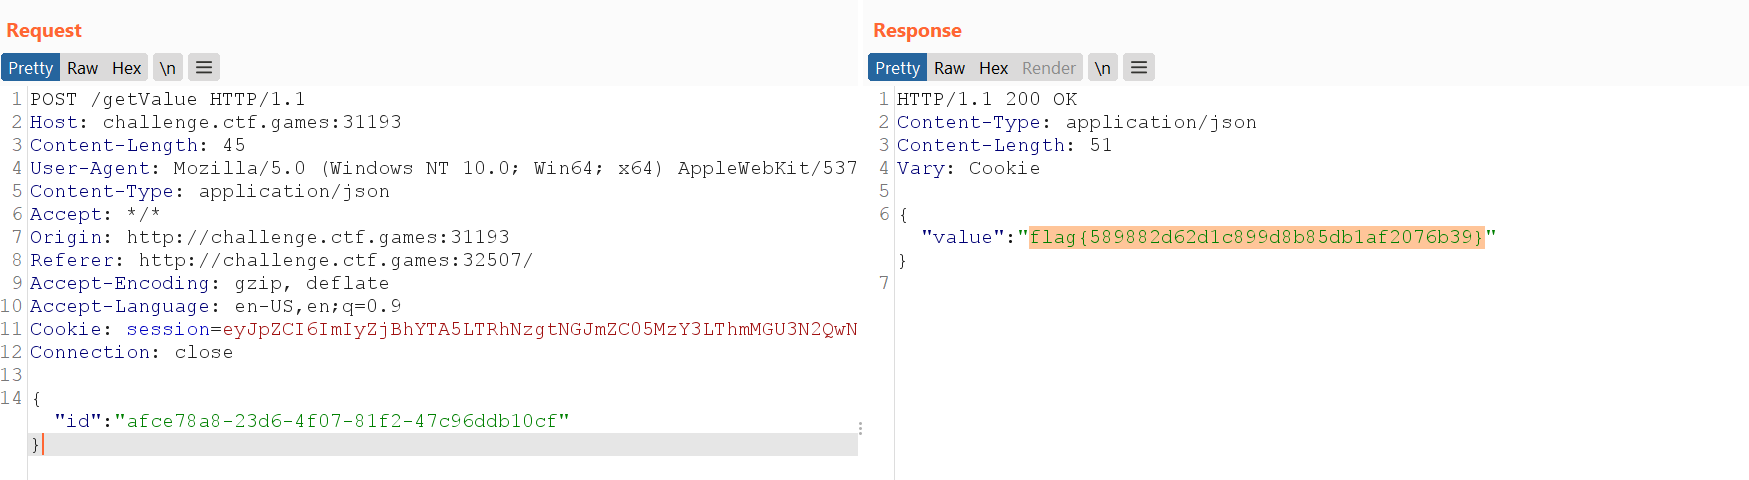 Request
Pretty Raw Hex \n
1 POST /getValue HTTP/1.1
2 Host: challenge.ctf.games:31193
3 Content-Length: 45
4 User-Agent: Mozilla/5.0 (Windows NT 10.0; Win64; x64) AppleWebKit/537
5 Content-Type: application/json
6 Accept: */*
7 Origin: http://challenge.ctf.games:31193
8 Referer: http://challenge.ctf.games:32507/
9 Accept-Encoding: gzip, deflate
10 Accept-Language: en-US,en;q=0.9
11 Cookie: session=eyJpZCI6ImIyZjBhYTA5LTRhNzgtNGJmZC05MzY3LThmMGU3N2QwN
12 Connection: close
13
14 {
"id":"afce78a8-23d6-4f07-81f2-47c96ddb10cf"
}
Response
Pretty Raw Hex Render \n
1 HTTP/1.1 200 OK
2 Content-Type: application/json
3 Content-Length: 51
4 Vary: Cookie
5
6 {
"value":"flag{589882d62d1c899d8b85db1af2076b39}"
}
7